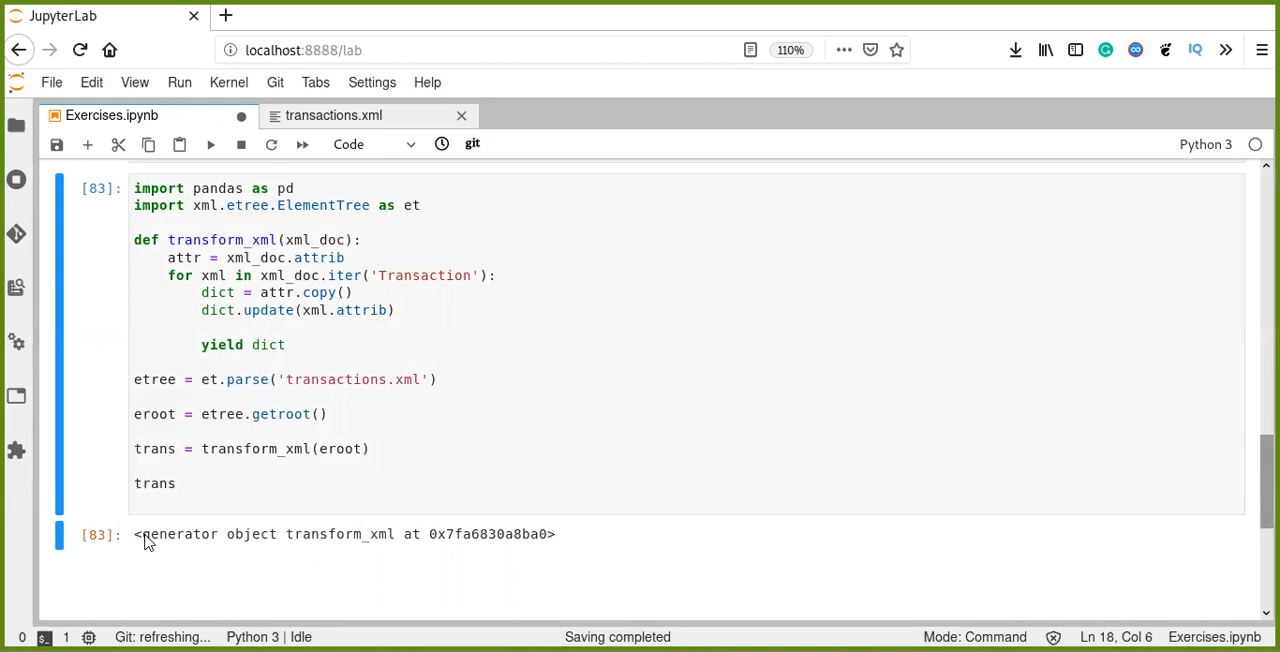 JupyterLab
localhost:8888/lab
110%
IQ
File Edit View Run Kernel Git Tabs Settings Help
Exercises.ipynb
transactions.xml
Code
git
Python 3
[83]:
import pandas as pd
import xml.etree.ElementTree as et
def transform_xml(xml_doc):
attr = xml_doc.attrib
for xml in xml_doc.iter('Transaction'):
dict = attr.copy()
dict.update(xml.attrib)
yield dict
etree = et.parse('transactions.xml')
eroot = etree.getroot()
trans = transform_xml(eroot)
trans
[83]: <generator object transform_xml at 0x7fa6830a8ba0>
0 $_ 1 Git: refreshing... Python 3 | Idle Saving completed Mode: Command Ln 18, Col 6 Exercises.ipynb